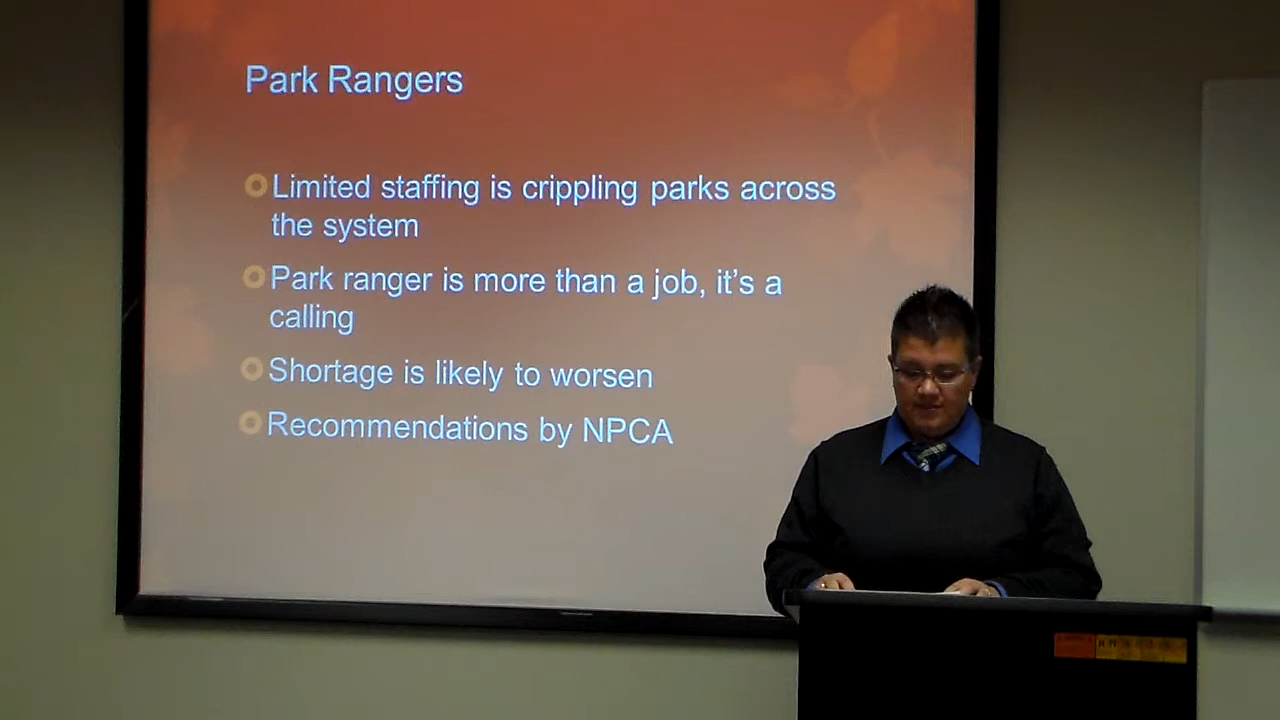 Park Rangers
Limited staffing is crippling parks across
the system
Park ranger is more than a job, it's a
calling
Shortage is likely to worsen
Recommendations by NPCA